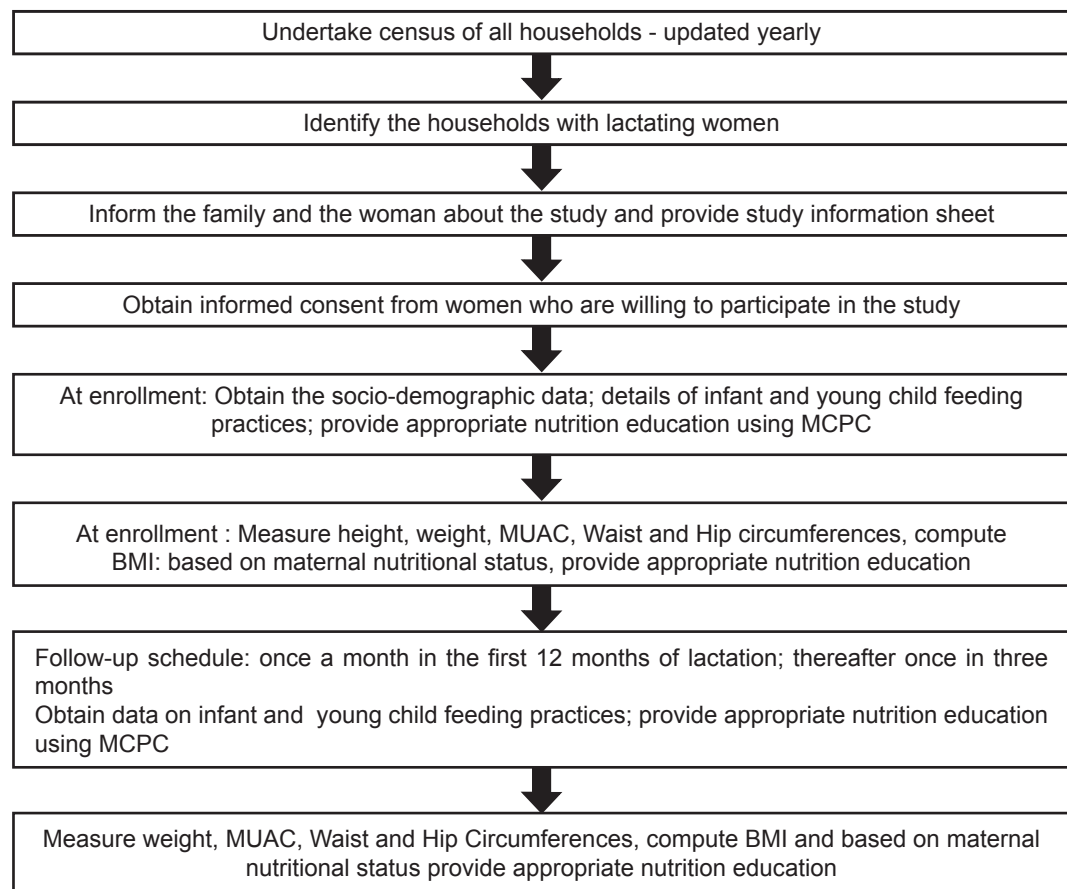 Undertake census of all households - updated yearly
Identify the households with lactating women
Inform the family and the woman about the study and provide study information sheet
Obtain informed consent from women who are willing to participate in the study
At enrollment: Obtain the socio-demographic data; details of infant and young child feeding
practices; provide appropriate nutrition education using MCPC
At enrollment : Measure height, weight, MUAC, Waist and Hip circumferences, compute
BMI: based on maternal nutritional status, provide appropriate nutrition education
Follow-up schedule: once a month in the first 12 months of lactation; thereafter once in three
months
Obtain data on infant and young child feeding practices; provide appropriate nutrition education
using MCPC
Measure weight, MUAC, Waist and Hip Circumferences, compute BMI and based on maternal
nutritional status provide appropriate nutrition education